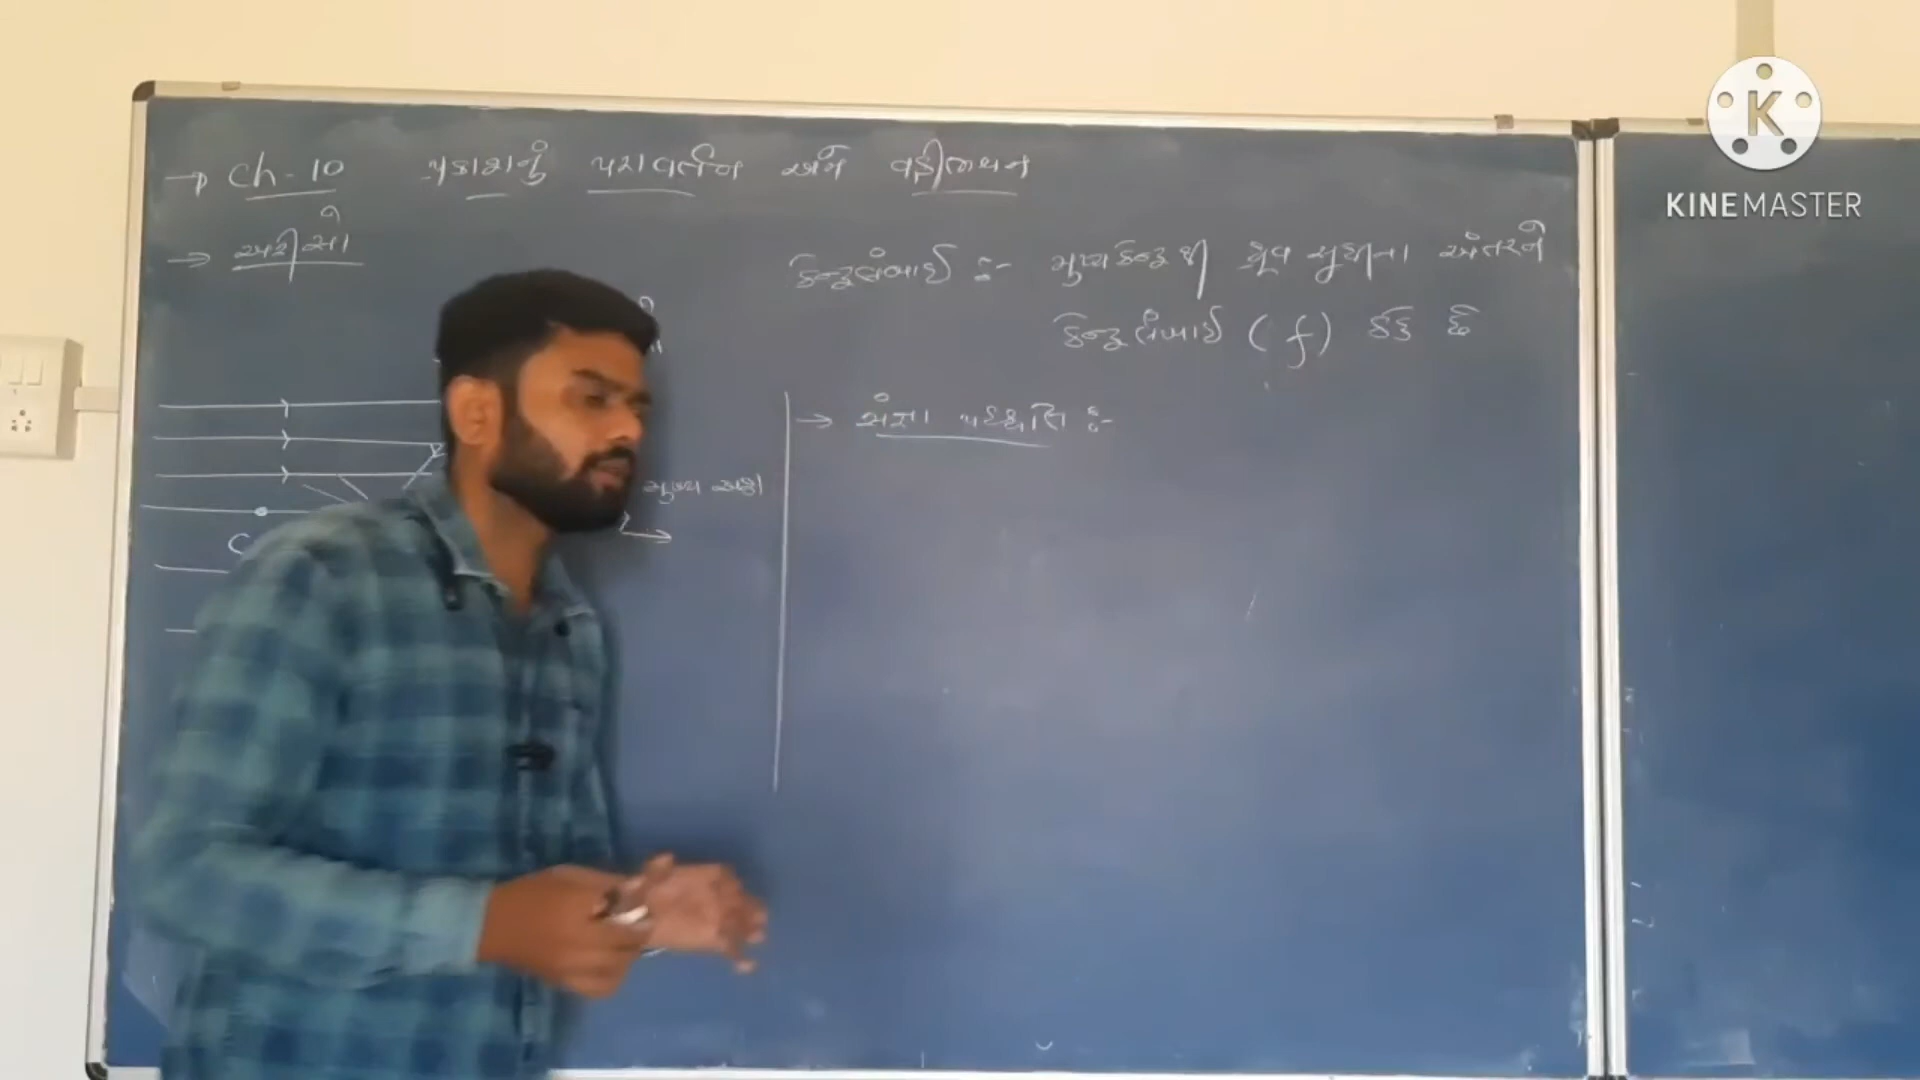 → Ch-10 પ્રકાશનું પરાવર્તન અને વક્રીભવન
→ અરીસો
કેન્દ્રલંબાઈ :- મુખ્યકેન્દ્રથી ધ્રુવ સુધીના અંતરને
કેન્દ્રલંબાઈ (f) કહે છે
→ સંજ્ઞા પધ્ધતિ :-
મુખ્ય અક્ષ
C
K
KINEMASTER